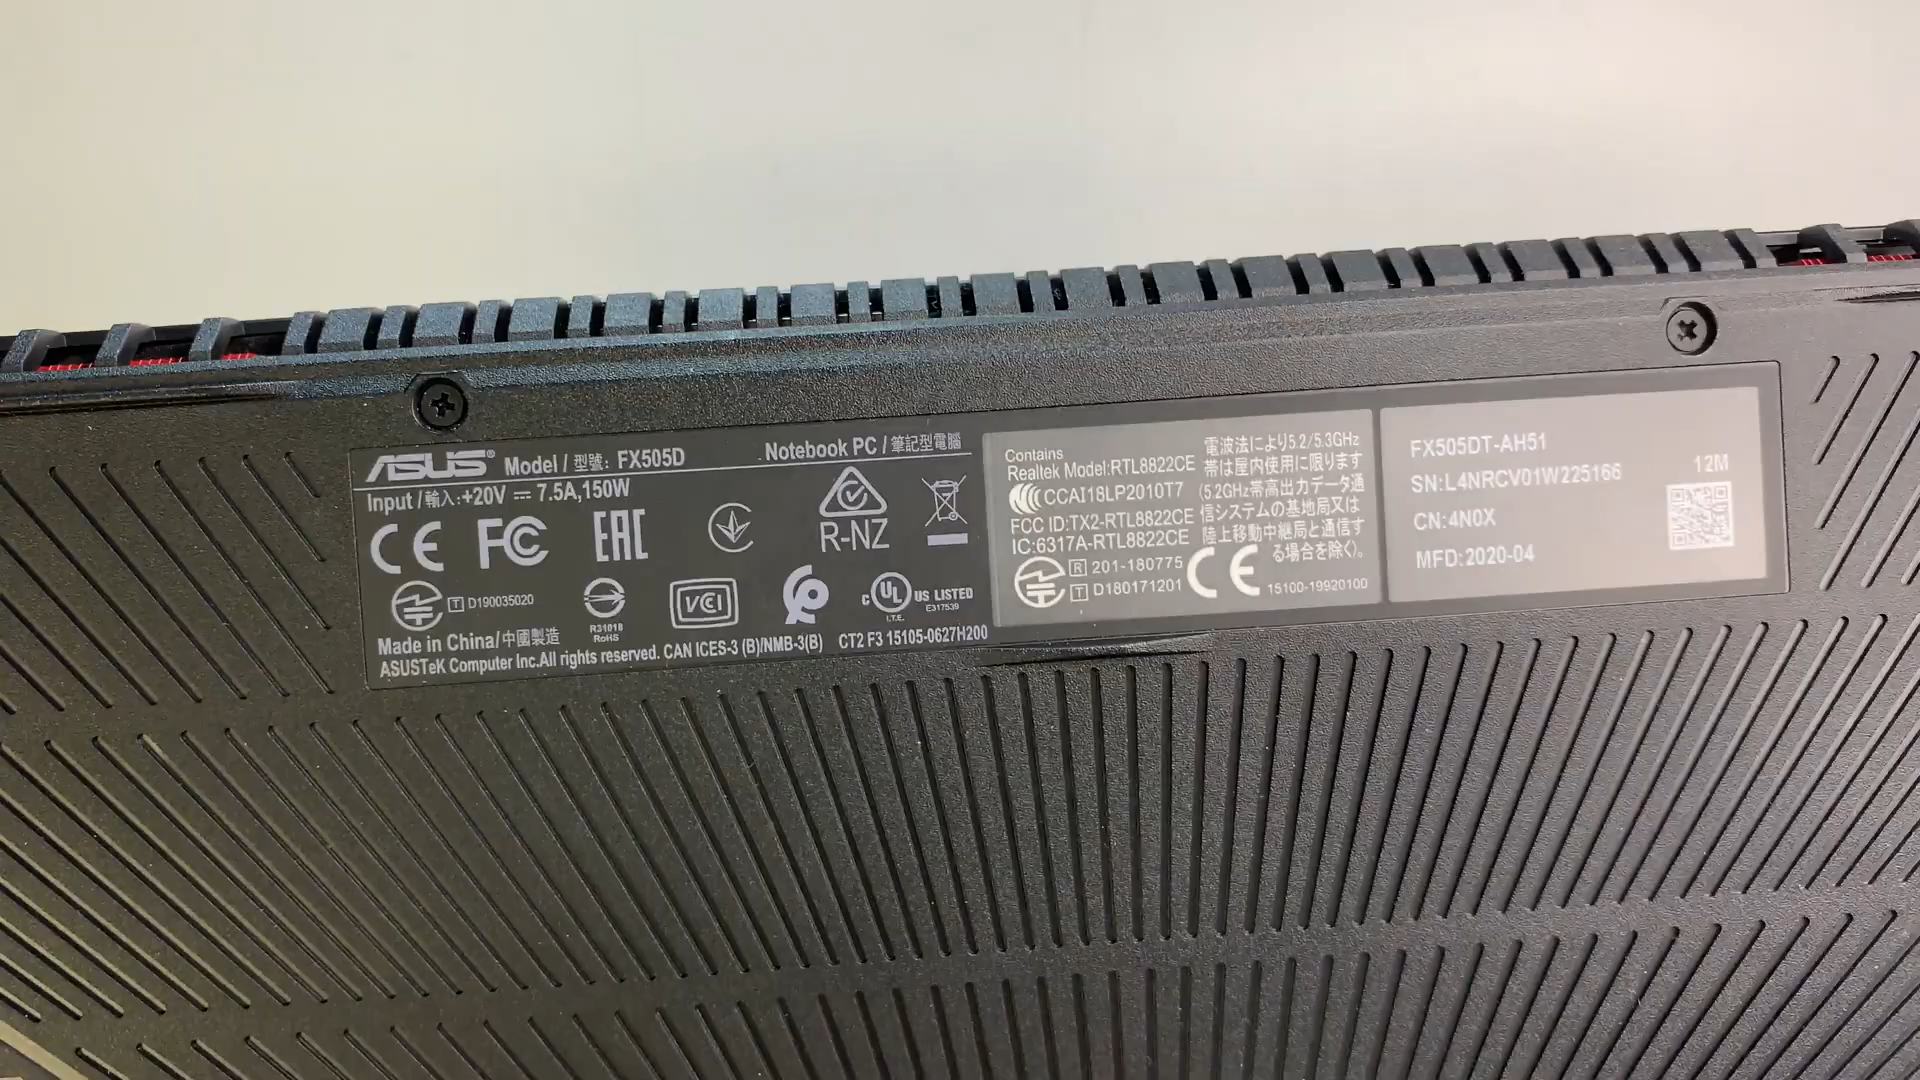 ASUS® Model / 型號: FX505D Notebook PC / 筆記型電腦
Input / 輸入:+20V ⎓ 7.5A,150W
CE FC EAC R-NZ
T D190035020
R31018
RoHS
VCI
c UL US LISTED
I.T.E. E317539
Made in China/中國製造
ASUSTeK Computer Inc.All rights reserved. CAN ICES-3 (B)/NMB-3(B) CT2 F3 15105-0627H200
Contains
Realtek Model:RTL8822CE
CCAI18LP2010T7
FCC ID:TX2-RTL8822CE
IC:6317A-RTL8822CE
R 201-180775
T D180171201
CE
電波法により5.2/5.3GHz
帯は屋内使用に限ります
(5.2GHz帯高出力データ通
信システムの基地局又は
陸上移動中継局と通信す
る場合を除く)。
15100-19920100
FX505DT-AH51
SN:L4NRCV01W225166
12M
CN:4N0X
MFD:2020-04